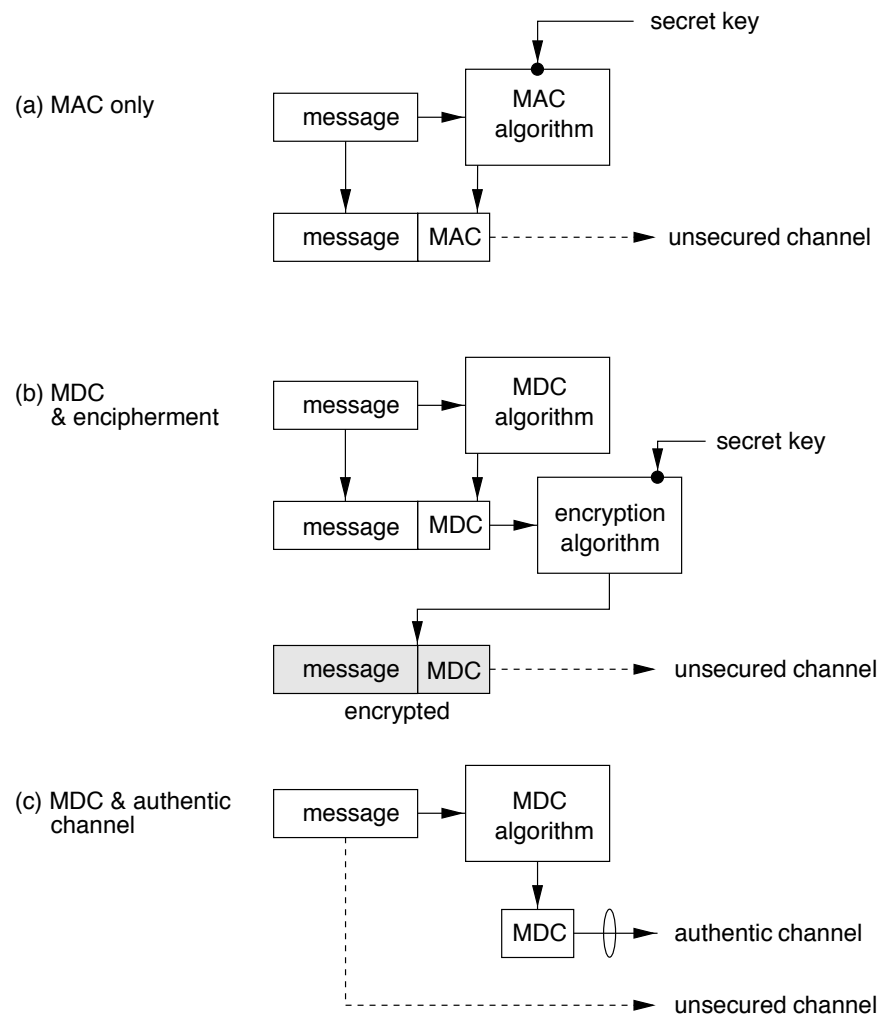 secret key
(a) MAC only
message
MAC
algorithm
message
MAC
unsecured channel
(b) MDC
& encipherment
message
MDC
algorithm
secret key
message
MDC
encryption
algorithm
message
MDC
unsecured channel
encrypted
(c) MDC & authentic
channel
message
MDC
algorithm
MDC
authentic channel
unsecured channel